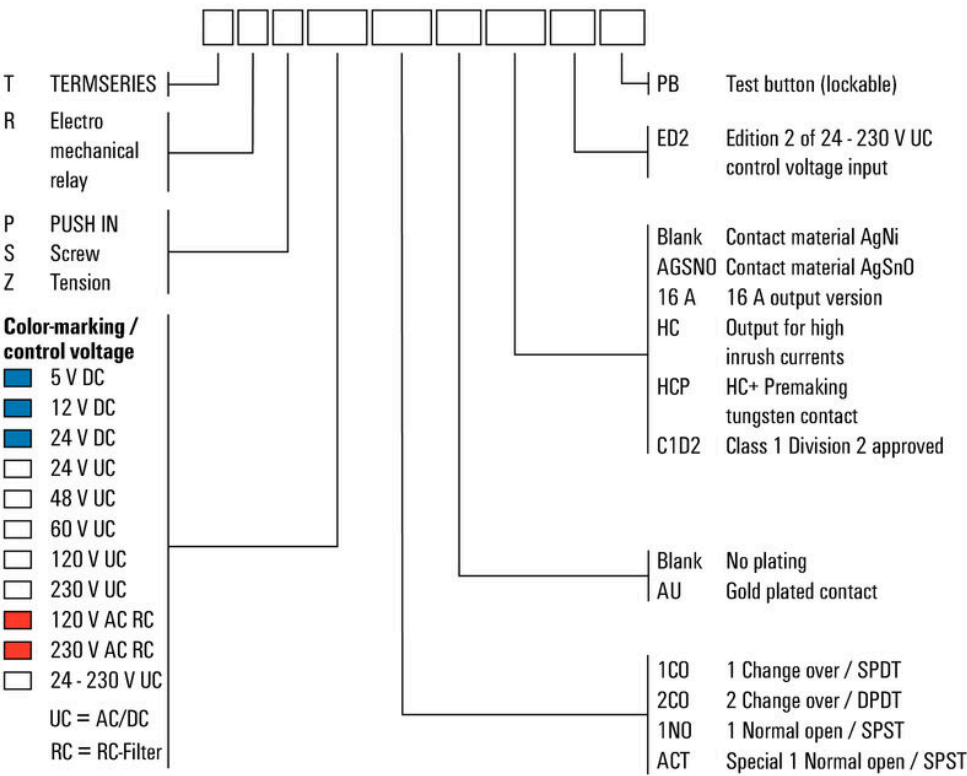 T TERMSERIES
R Electro
mechanical
relay
P PUSH IN
S Screw
Z Tension
Color-marking /
control voltage
5 V DC
12 V DC
24 V DC
24 V UC
48 V UC
60 V UC
120 V UC
230 V UC
120 V AC RC
230 V AC RC
24 - 230 V UC
UC = AC/DC
RC = RC-Filter
PB Test button (lockable)
ED2 Edition 2 of 24 - 230 V UC
control voltage input
Blank Contact material AgNi
AGSNO Contact material AgSnO
16 A 16 A output version
HC Output for high
inrush currents
HCP HC+ Premaking
tungsten contact
C1D2 Class 1 Division 2 approved
Blank No plating
AU Gold plated contact
1CO 1 Change over / SPDT
2CO 2 Change over / DPDT
1NO 1 Normal open / SPST
ACT Special 1 Normal open / SPST